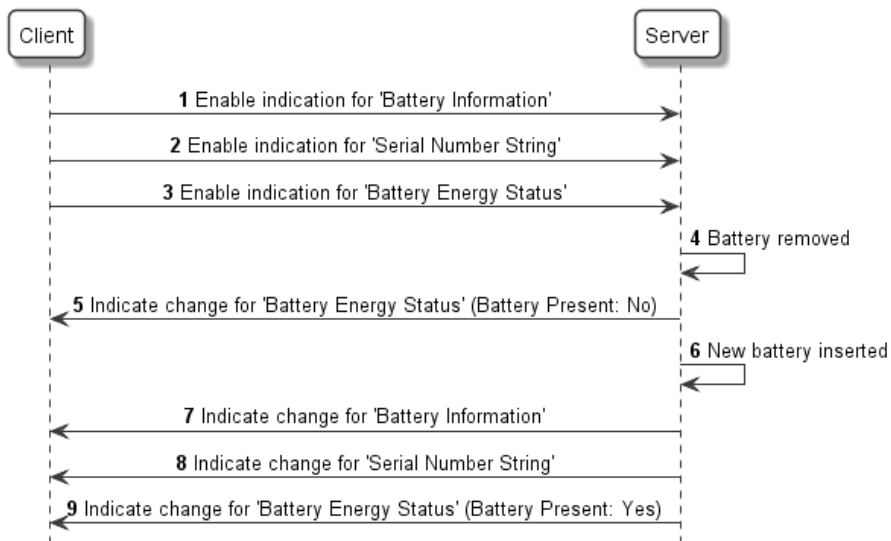 Client
Server
1 Enable indication for 'Battery Information'
2 Enable indication for 'Serial Number String'
3 Enable indication for 'Battery Energy Status'
4 Battery removed
5 Indicate change for 'Battery Energy Status' (Battery Present: No)
6 New battery inserted
7 Indicate change for 'Battery Information'
8 Indicate change for 'Serial Number String'
9 Indicate change for 'Battery Energy Status' (Battery Present: Yes)